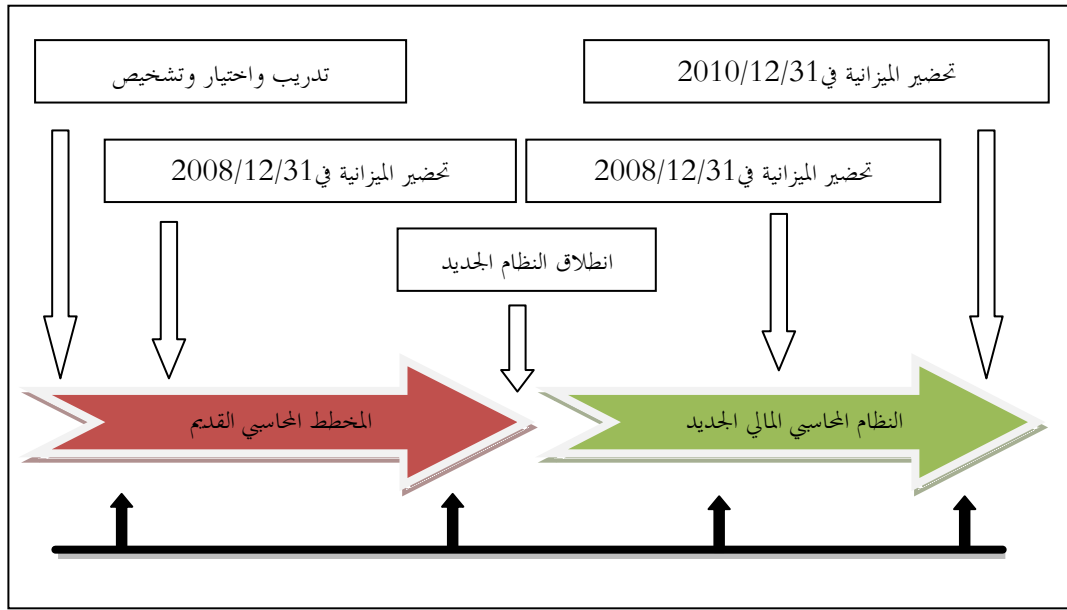 تدريب واختيار وتشخيص
تحضير الميزانية في2010/12/31
تحضير الميزانية في2008/12/31
تحضير الميزانية في2008/12/31
انطلاق النظام الجديد
المخطط المحاسبي القديم
النظام المحاسبي المالي الجديد